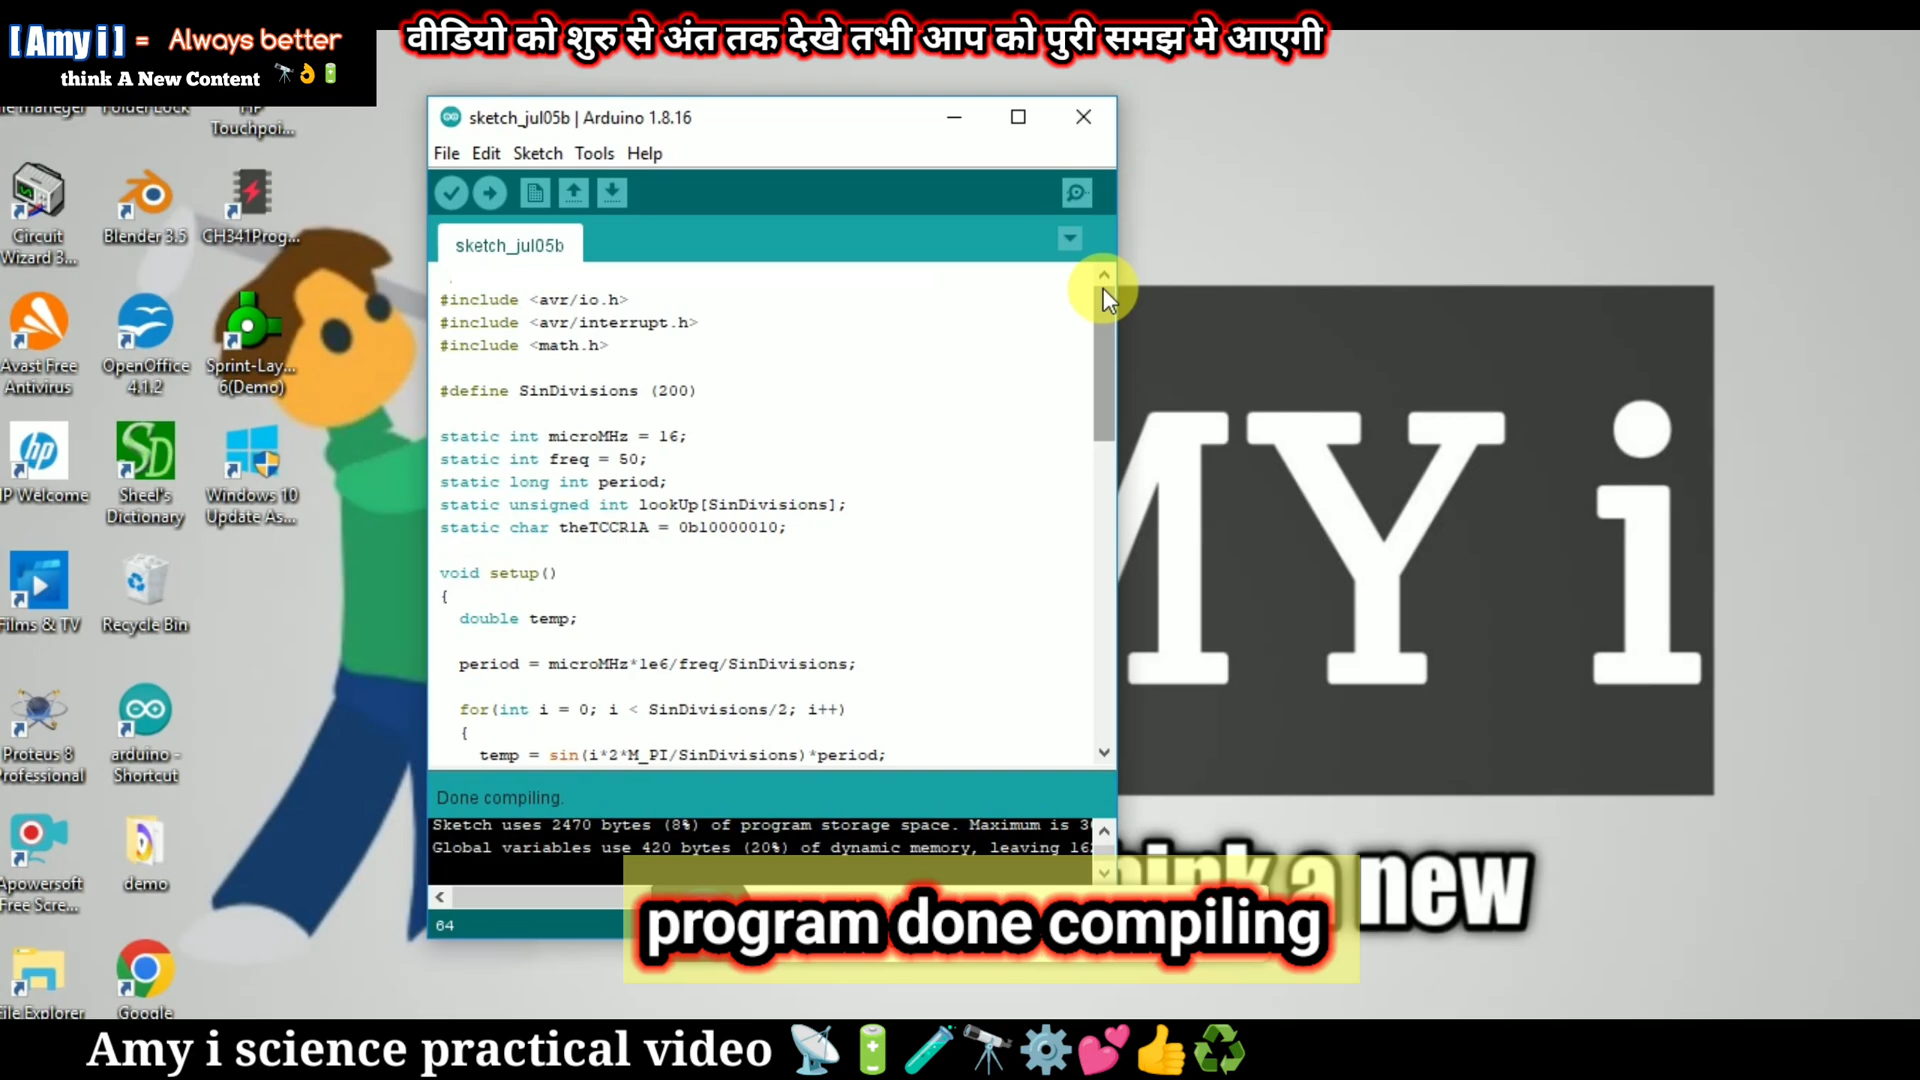 [Amy i] = Always better
think A New Content
वीडियो को शुरु से अंत तक देखे तभी आप को पुरी समझ मे आएगी
Touchpoi...
Circuit
Wizard 3...
Blender 3.5
CH341Prog...
Avast Free
Antivirus
OpenOffice
4.1.2
Sprint-Lay...
6(Demo)
HP Welcome
Sheel's
Dictionary
Windows 10
Update As...
Films & TV
Recycle Bin
Proteus 8
Professional
arduino -
Shortcut
Apowersoft
Free Scre...
demo
File Explorer
Google
sketch_jul05b | Arduino 1.8.16
File Edit Sketch Tools Help
sketch_jul05b
#include <avr/io.h>
#include <avr/interrupt.h>
#include <math.h>
#define SinDivisions (200)
static int microMHz = 16;
static int freq = 50;
static long int period;
static unsigned int lookUp[SinDivisions];
static char theTCCR1A = 0b10000010;
void setup()
{
double temp;
period = microMHz*1e6/freq/SinDivisions;
for(int i = 0; i < SinDivisions/2; i++)
{
temp = sin(i*2*M_PI/SinDivisions)*period;
Done compiling.
Sketch uses 2470 bytes (8%) of program storage space. Maximum is 3
Global variables use 420 bytes (20%) of dynamic memory, leaving 16
64
MY i
hink a new
program done compiling
Amy i science practical video